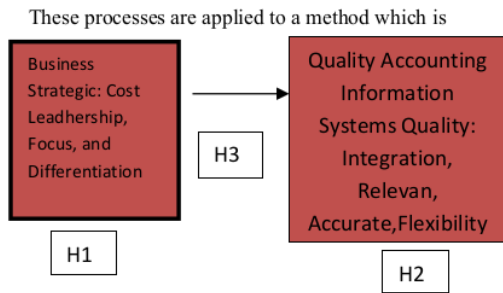 These processes are applied to a method which is
Business
Strategic: Cost
Leadhership,
Focus, and
Differentiation
H1
H3
Quality Accounting
Information
Systems Quality:
Integration,
Relevan,
Accurate,Flexibility
H2